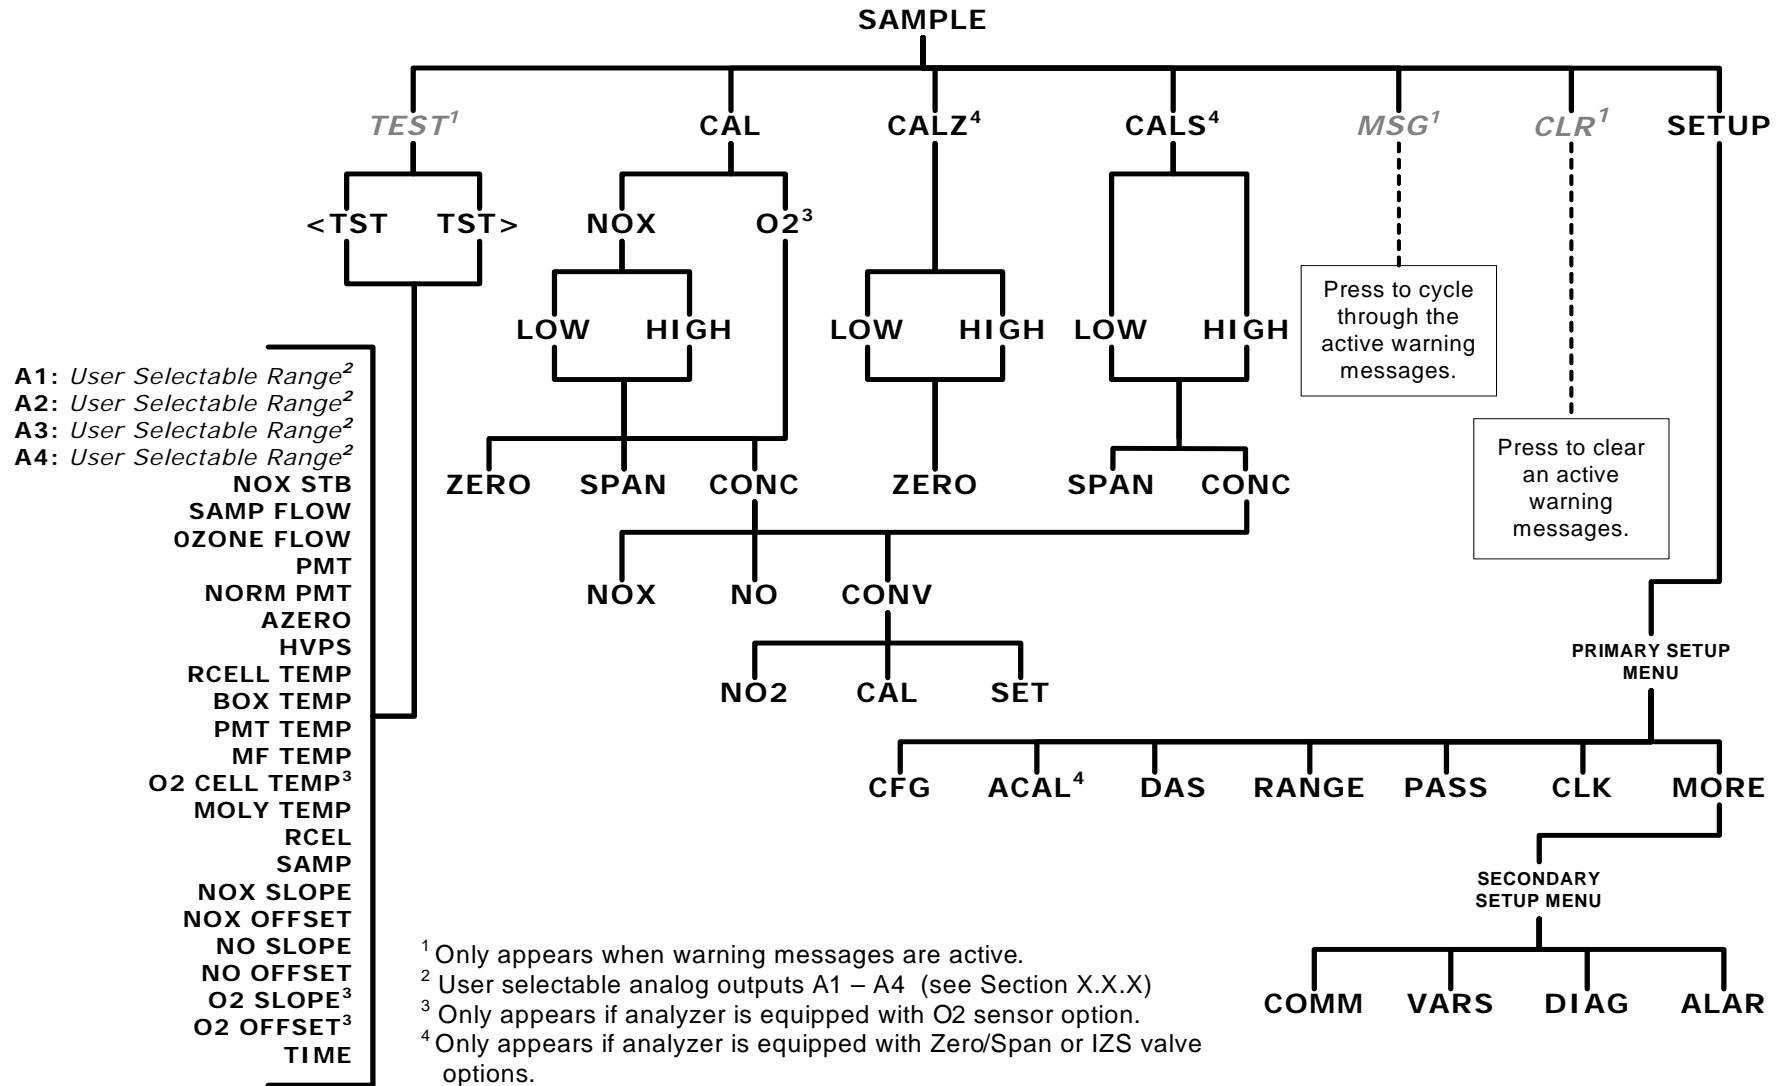 SAMPLE
TEST¹ CAL CALZ⁴ CALS⁴ MSG¹ CLR¹ SETUP
<TST TST> NOX O2³
LOW HIGH LOW HIGH LOW HIGH
Press to cycle
through the
active warning
messages.
Press to clear
an active
warning
messages.
ZERO SPAN CONC ZERO SPAN CONC
NOX NO CONV
NO2 CAL SET
A1: User Selectable Range²
A2: User Selectable Range²
A3: User Selectable Range²
A4: User Selectable Range²
NOX STB
SAMP FLOW
0ZONE FLOW
PMT
NORM PMT
AZERO
HVPS
RCELL TEMP
BOX TEMP
PMT TEMP
MF TEMP
O2 CELL TEMP³
MOLY TEMP
RCEL
SAMP
NOX SLOPE
NOX OFFSET
NO SLOPE
NO OFFSET
O2 SLOPE³
O2 OFFSET³
TIME
PRIMARY SETUP
MENU
CFG ACAL⁴ DAS RANGE PASS CLK MORE
SECONDARY
SETUP MENU
COMM VARS DIAG ALAR
¹ Only appears when warning messages are active.
² User selectable analog outputs A1 – A4 (see Section X.X.X)
³ Only appears if analyzer is equipped with O2 sensor option.
⁴ Only appears if analyzer is equipped with Zero/Span or IZS valve
options.